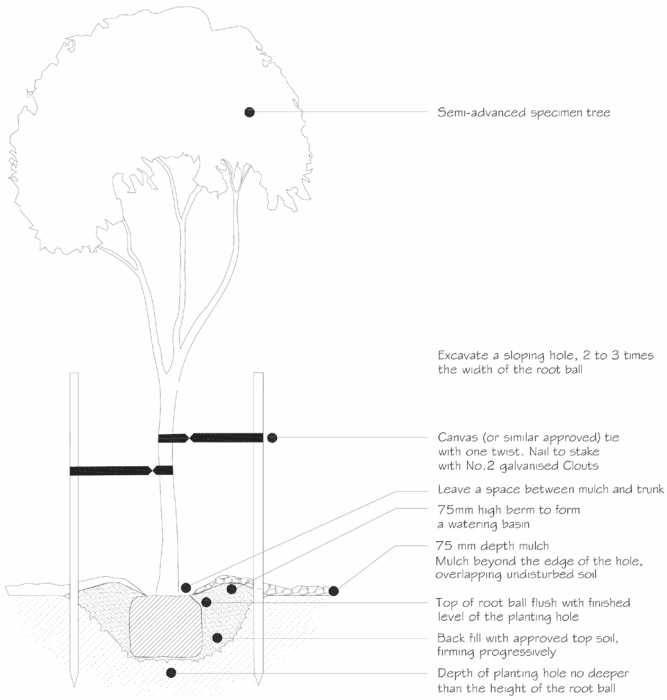 Semi-advanced specimen tree
Excavate a sloping hole, 2 to 3 times
the width of the root ball
Canvas (or similar approved) tie
with one twist. Nail to stake
with No.2 galvanised Clouts
Leave a space between mulch and trunk
75mm high berm to form
a watering basin
75 mm depth mulch
Mulch beyond the edge of the hole,
overlapping undisturbed soil
Top of root ball flush with finished
level of the planting hole
Back fill with approved top soil,
firming progressively
Depth of planting hole no deeper
than the height of the root ball